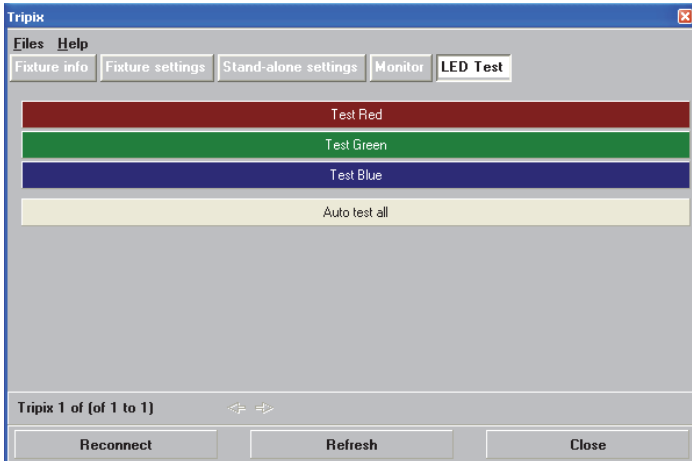 Tripix
Files Help
Fixture info Fixture settings Stand-alone settings Monitor LED Test
Test Red
Test Green
Test Blue
Auto test all
Tripix 1 of (of 1 to 1) <= =>
Reconnect Refresh Close